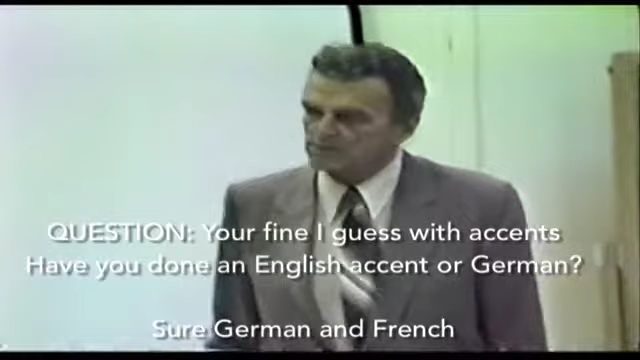 QUESTION: Your fine I guess with accents
Have you done an English accent or German?
Sure German and French